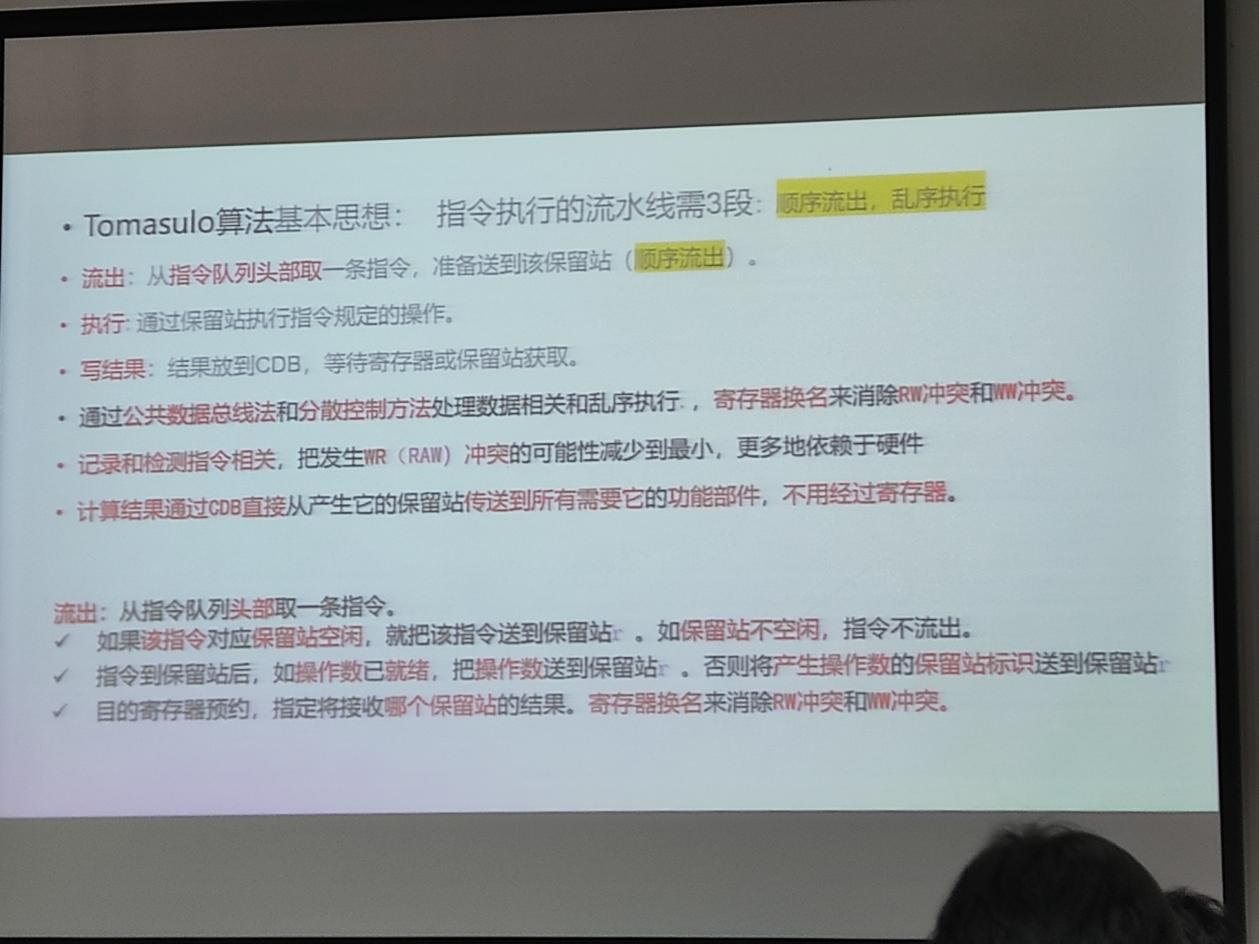 • Tomasulo算法基本思想： 指令执行的流水线需3段：顺序流出，乱序执行
• 流出：从指令队列头部取一条指令，准备送到该保留站（顺序流出）。
• 执行: 通过保留站执行指令规定的操作。
• 写结果：结果放到CDB，等待寄存器或保留站获取。
• 通过公共数据总线法和分散控制方法处理数据相关和乱序执行.，寄存器换名来消除RW冲突和WW冲突。
• 记录和检测指令相关，把发生WR（RAW）冲突的可能性减少到最小，更多地依赖于硬件
• 计算结果通过CDB直接从产生它的保留站传送到所有需要它的功能部件，不用经过寄存器。
流出：从指令队列头部取一条指令。
✓ 如果该指令对应保留站空闲，就把该指令送到保留站r 。如保留站不空闲，指令不流出。
✓ 指令到保留站后，如操作数已就绪，把操作数送到保留站r 。否则将产生操作数的保留站标识送到保留站r
✓ 目的寄存器预约，指定将接收哪个保留站的结果。寄存器换名来消除RW冲突和WW冲突。